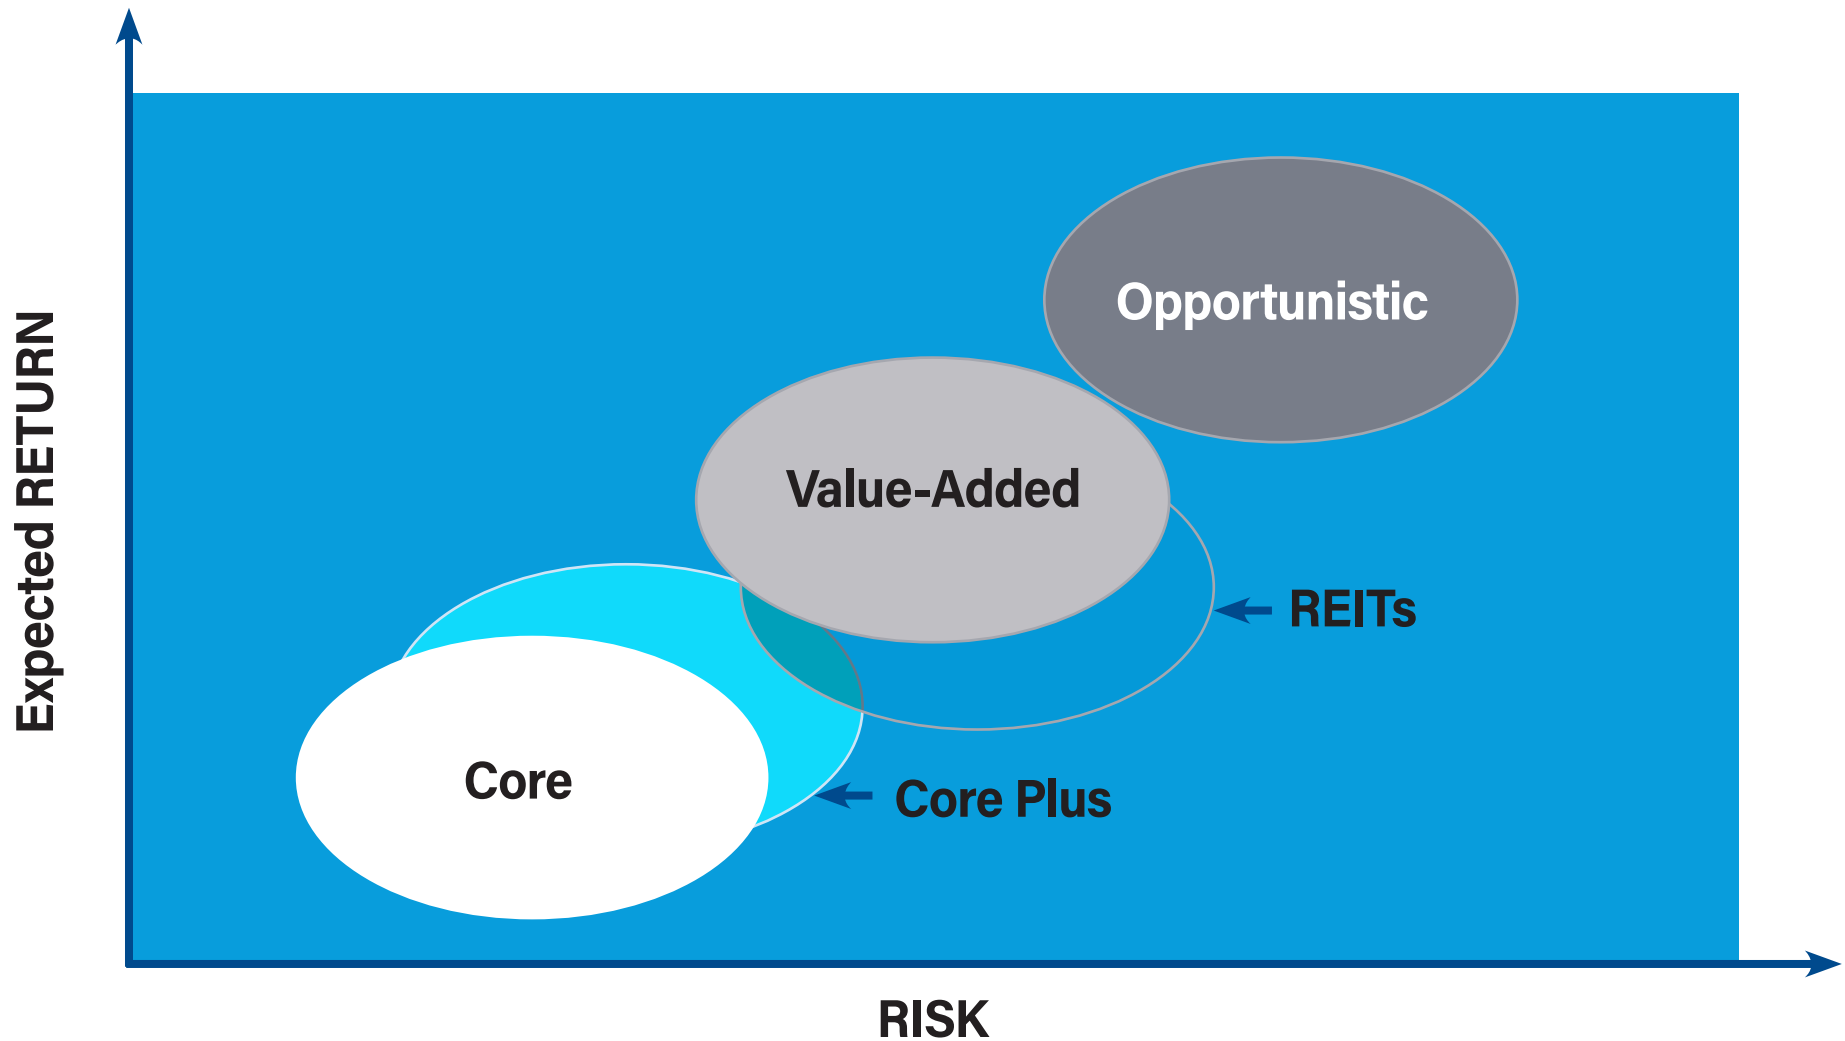 Expected RETURN
Opportunistic
Value-Added
REITs
Core
Core Plus
RISK